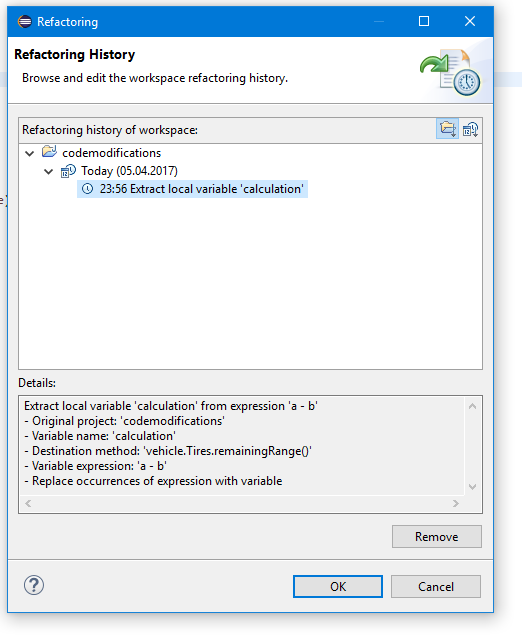 Refactoring
Refactoring History
Browse and edit the workspace refactoring history.
Refactoring history of workspace:
codemodifications
Today (05.04.2017)
23:56 Extract local variable 'calculation'
e)
Details:
Extract local variable 'calculation' from expression 'a - b'
- Original project: 'codemodifications'
- Variable name: 'calculation'
- Destination method: 'vehicle.Tires.remainingRange()'
- Variable expression: 'a - b'
- Replace occurrences of expression with variable
Remove
?
OK
Cancel